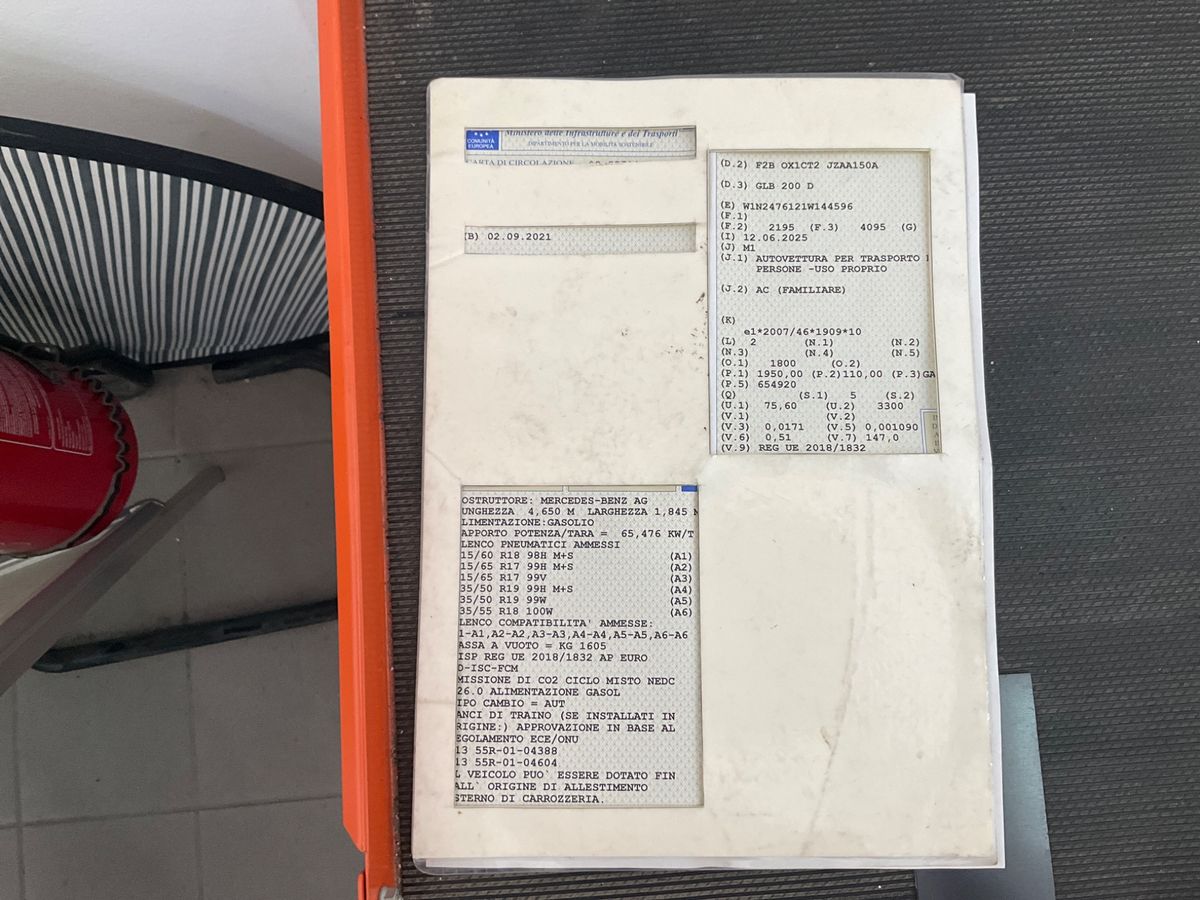 COMUNITÀ
EUROPEA
Ministero delle Infrastrutture e dei Trasporti
DIPARTIMENTO PER LA MOBILITÀ SOSTENIBILE
CARTA DI CIRCOLAZIONE
(B) 02.09.2021
(D.2) F2B OX1CT2 JZAA150A
(D.3) GLB 200 D
(E) W1N2476121W144596
(F.1)
(F.2) 2195 (F.3) 4095 (G)
(I) 12.06.2025
(J) M1
(J.1) AUTOVETTURA PER TRASPORTO
PERSONE -USO PROPRIO
(J.2) AC (FAMILIARE)
(K)
e1*2007/46*1909*10
(L) 2 (N.1) (N.2)
(N.3) (N.4) (N.5)
(O.1) 1800 (O.2)
(P.1) 1950,00 (P.2)110,00 (P.3)GA
(P.5) 654920
(Q) (S.1) 5 (S.2)
(U.1) 75,60 (U.2) 3300
(V.1) (V.2)
(V.3) 0,0171 (V.5) 0,001090
(V.6) 0,51 (V.7) 147,0
(V.9) REG UE 2018/1832
OSTRUTTORE: MERCEDES-BENZ AG
UNGHEZZA 4,650 M LARGHEZZA 1,845 M
LIMENTAZIONE:GASOLIO
APPORTO POTENZA/TARA = 65,476 KW/T
LENCO PNEUMATICI AMMESSI
15/60 R18 98H M+S (A1)
15/65 R17 99H M+S (A2)
15/65 R17 99V (A3)
35/50 R19 99H M+S (A4)
35/50 R19 99W (A5)
35/55 R18 100W (A6)
LENCO COMPATIBILITA' AMMESSE:
1-A1,A2-A2,A3-A3,A4-A4,A5-A5,A6-A6
ASSA A VUOTO = KG 1605
ISP REG UE 2018/1832 AP EURO
D-ISC-FCM
MISSIONE DI CO2 CICLO MISTO NEDC
26.0 ALIMENTAZIONE GASOL
IPO CAMBIO = AUT
ANCI DI TRAINO (SE INSTALLATI IN
RIGINE:) APPROVAZIONE IN BASE AL
EGOLAMENTO ECE/ONU
13 55R-01-04388
13 55R-01-04604
L VEICOLO PUO` ESSERE DOTATO FIN
ALL` ORIGINE DI ALLESTIMENTO
STERNO DI CARROZZERIA.